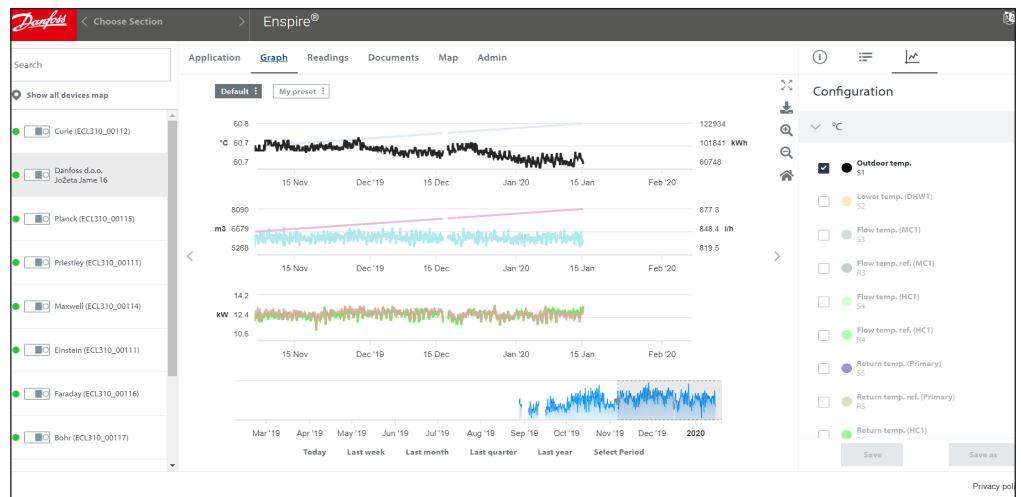 Danfoss
Choose Section
Enspire®
Search
Show all devices map
Curie (ECL310_00112)
Danfoss d.o.o.
JoŽeta Jame 16
Planck (ECL310_00115)
Priestley (ECL310_00111)
Maxwell (ECL310_00114)
Einstein (ECL310_00111)
Faraday (ECL310_00116)
Bohr (ECL310_00117)
Application Graph Readings Documents Map Admin
Default My preset
60.8 122934
°C 60.7 101841 kWh
60.7 80748
15 Nov Dec '19 15 Dec Jan '20 15 Jan Feb '20
8090 877.3
m3 6679 848.4 l/h
5268 819.5
15 Nov Dec '19 15 Dec Jan '20 15 Jan Feb '20
14.2
kW 12.4
10.6
15 Nov Dec '19 15 Dec Jan '20 15 Jan Feb '20
Mar '19 Apr '19 May '19 Jun '19 Jul '19 Aug '19 Sep '19 Oct '19 Nov '19 Dec '19 2020
Today Last week Last month Last quarter Last year Select Period
Configuration
°C
Outdoor temp.
S1
Lower temp. (DHW1)
S2
Flow temp. (MC1)
S3
Flow temp. ref. (MC1)
R3
Flow temp. (HC1)
S4
Flow temp. ref. (HC1)
R4
Return temp. (Primary)
S5
Return temp. ref. (Primary)
R5
Return temp. (HC1)
Save Save as
Privacy poli